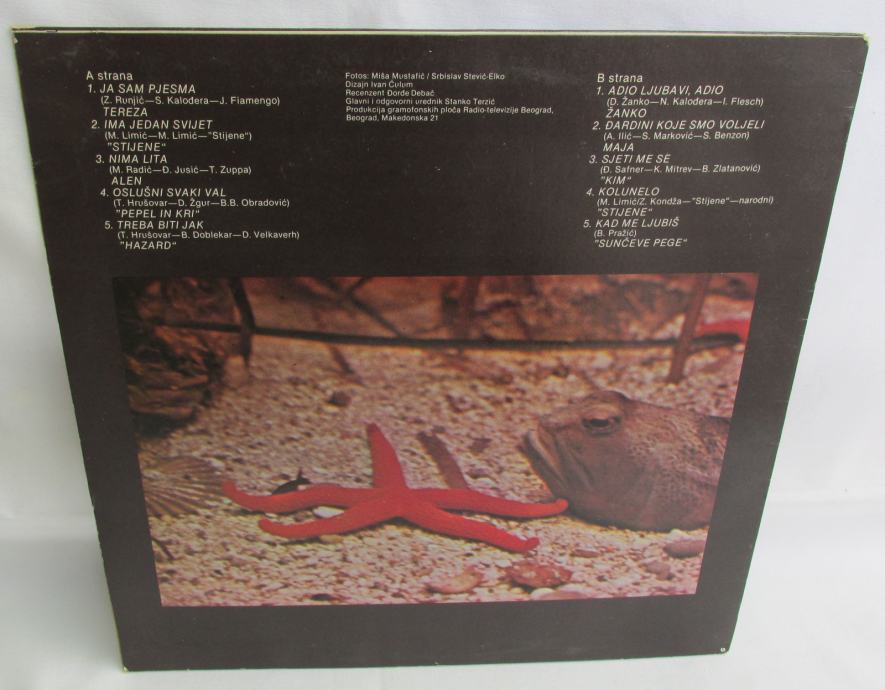 A strana
1. JA SAM PJESMA
(Z. Runjić—S. Kalođera—J. Fiamengo)
TEREZA
2. IMA JEDAN SVIJET
(M. Limić—M. Limić—"Stijene")
"STIJENE"
3. NIMA LITA
(M. Radić—Đ. Jusić—T. Zuppa)
ALEN
4. OSLUŠNI SVAKI VAL
(T. Hrušovar—D. Žgur—B.B. Obradović)
"PEPEL IN KRI"
5. TREBA BITI JAK
(T. Hrušovar—B. Doblekar—D. Velkaverh)
"HAZARD"
Fotos: Miša Mustafić / Srbislav Stević-Elko
Dizajn Ivan Ćulum
Recenzent Đorđe Debač
Glavni i odgovorni urednik Stanko Terzić
Produkcija gramofonskih ploča Radio-televizije Beograd,
Beograd, Makedonska 21
B strana
1. ADIO LJUBAVI, ADIO
(D. Žanko—N. Kalođera—I. Flesch)
ŽANKO
2. ĐARDINI KOJE SMO VOLJELI
(A. Ilić—S. Marković—S. Benzon)
MAJA
3. SJETI ME SE
(Đ. Šafner—K. Mitrev—B. Zlatanović)
"KIM"
4. KOLUNELO
(M. Limić/Z. Kondža—"Stijene"—narodni)
"STIJENE"
5. KAD ME LJUBIŠ
(B. Pražić)
"SUNČEVE PEGE"